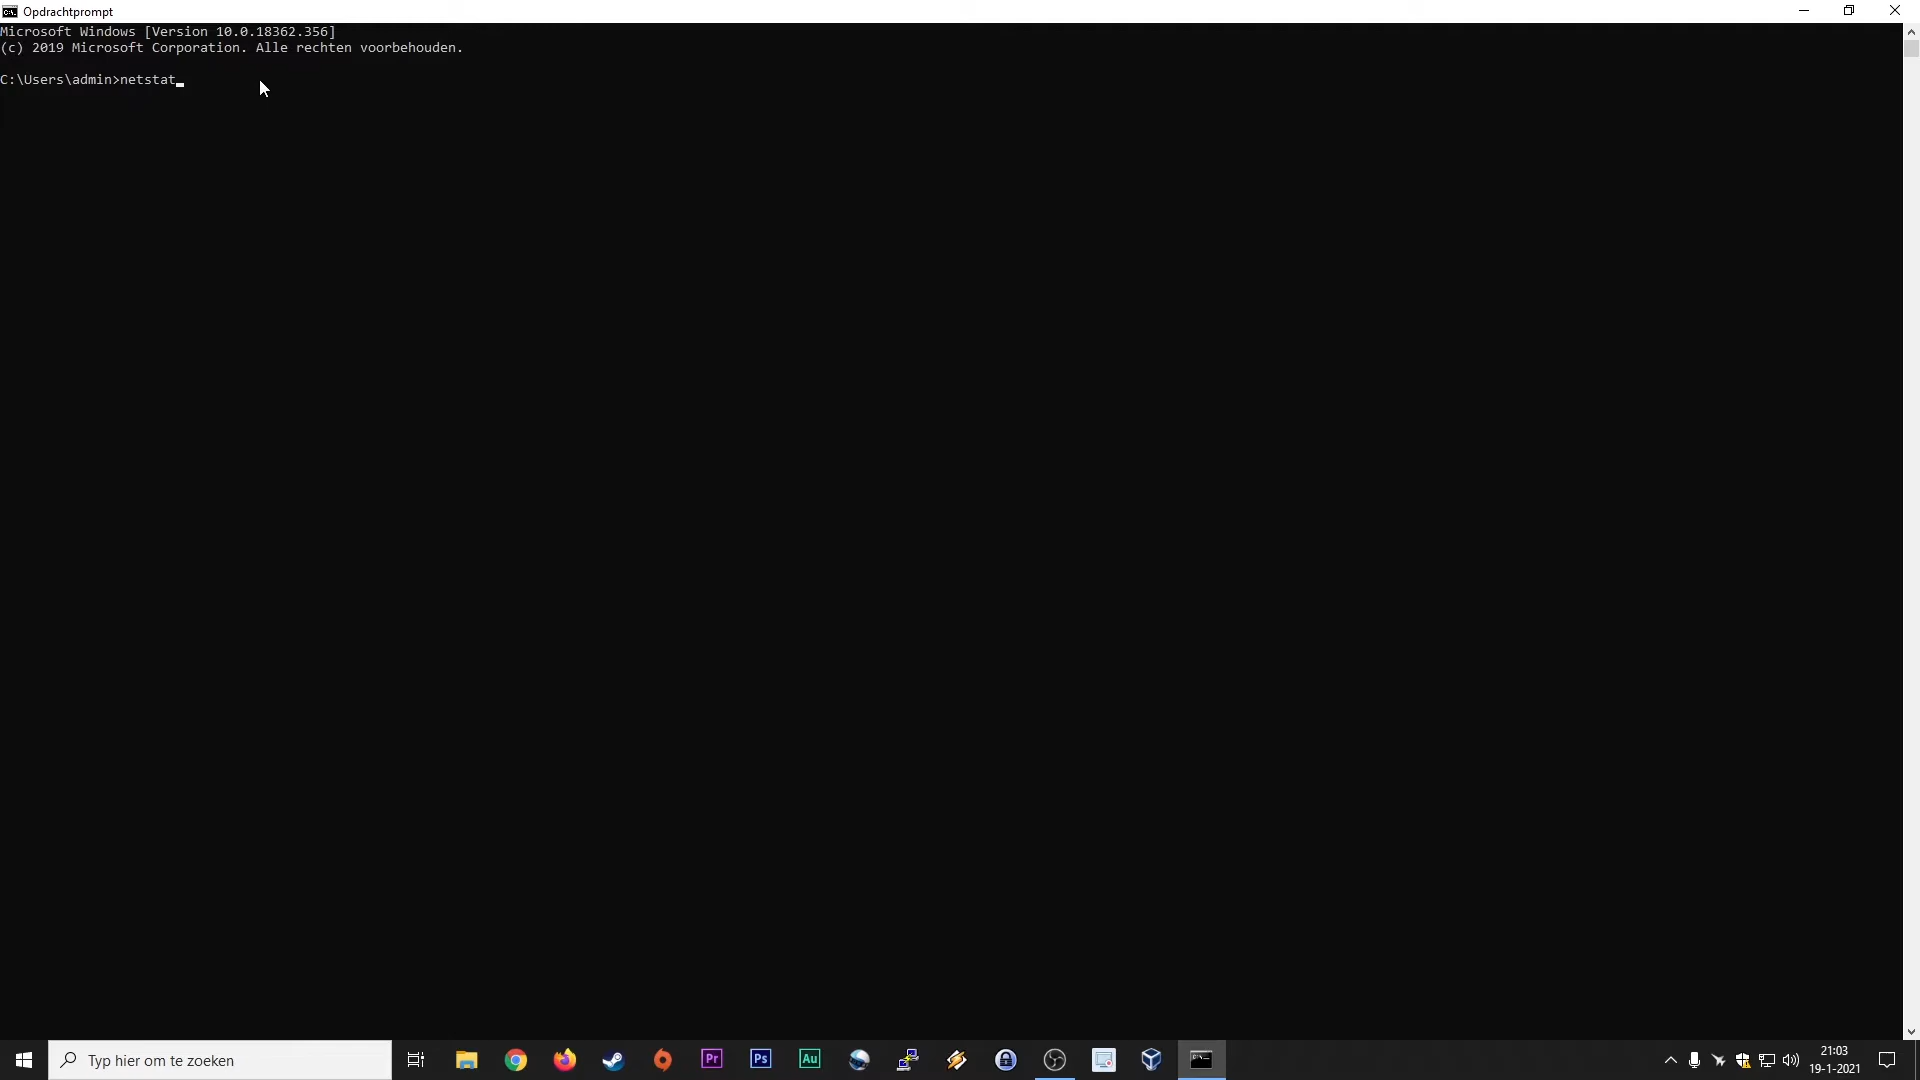 Opdrachtprompt
Microsoft Windows [Version 10.0.18362.356]
(c) 2019 Microsoft Corporation. Alle rechten voorbehouden.
C:\Users\admin>netstat
Typ hier om te zoeken
Pr
Ps
Au
21:03
19-1-2021